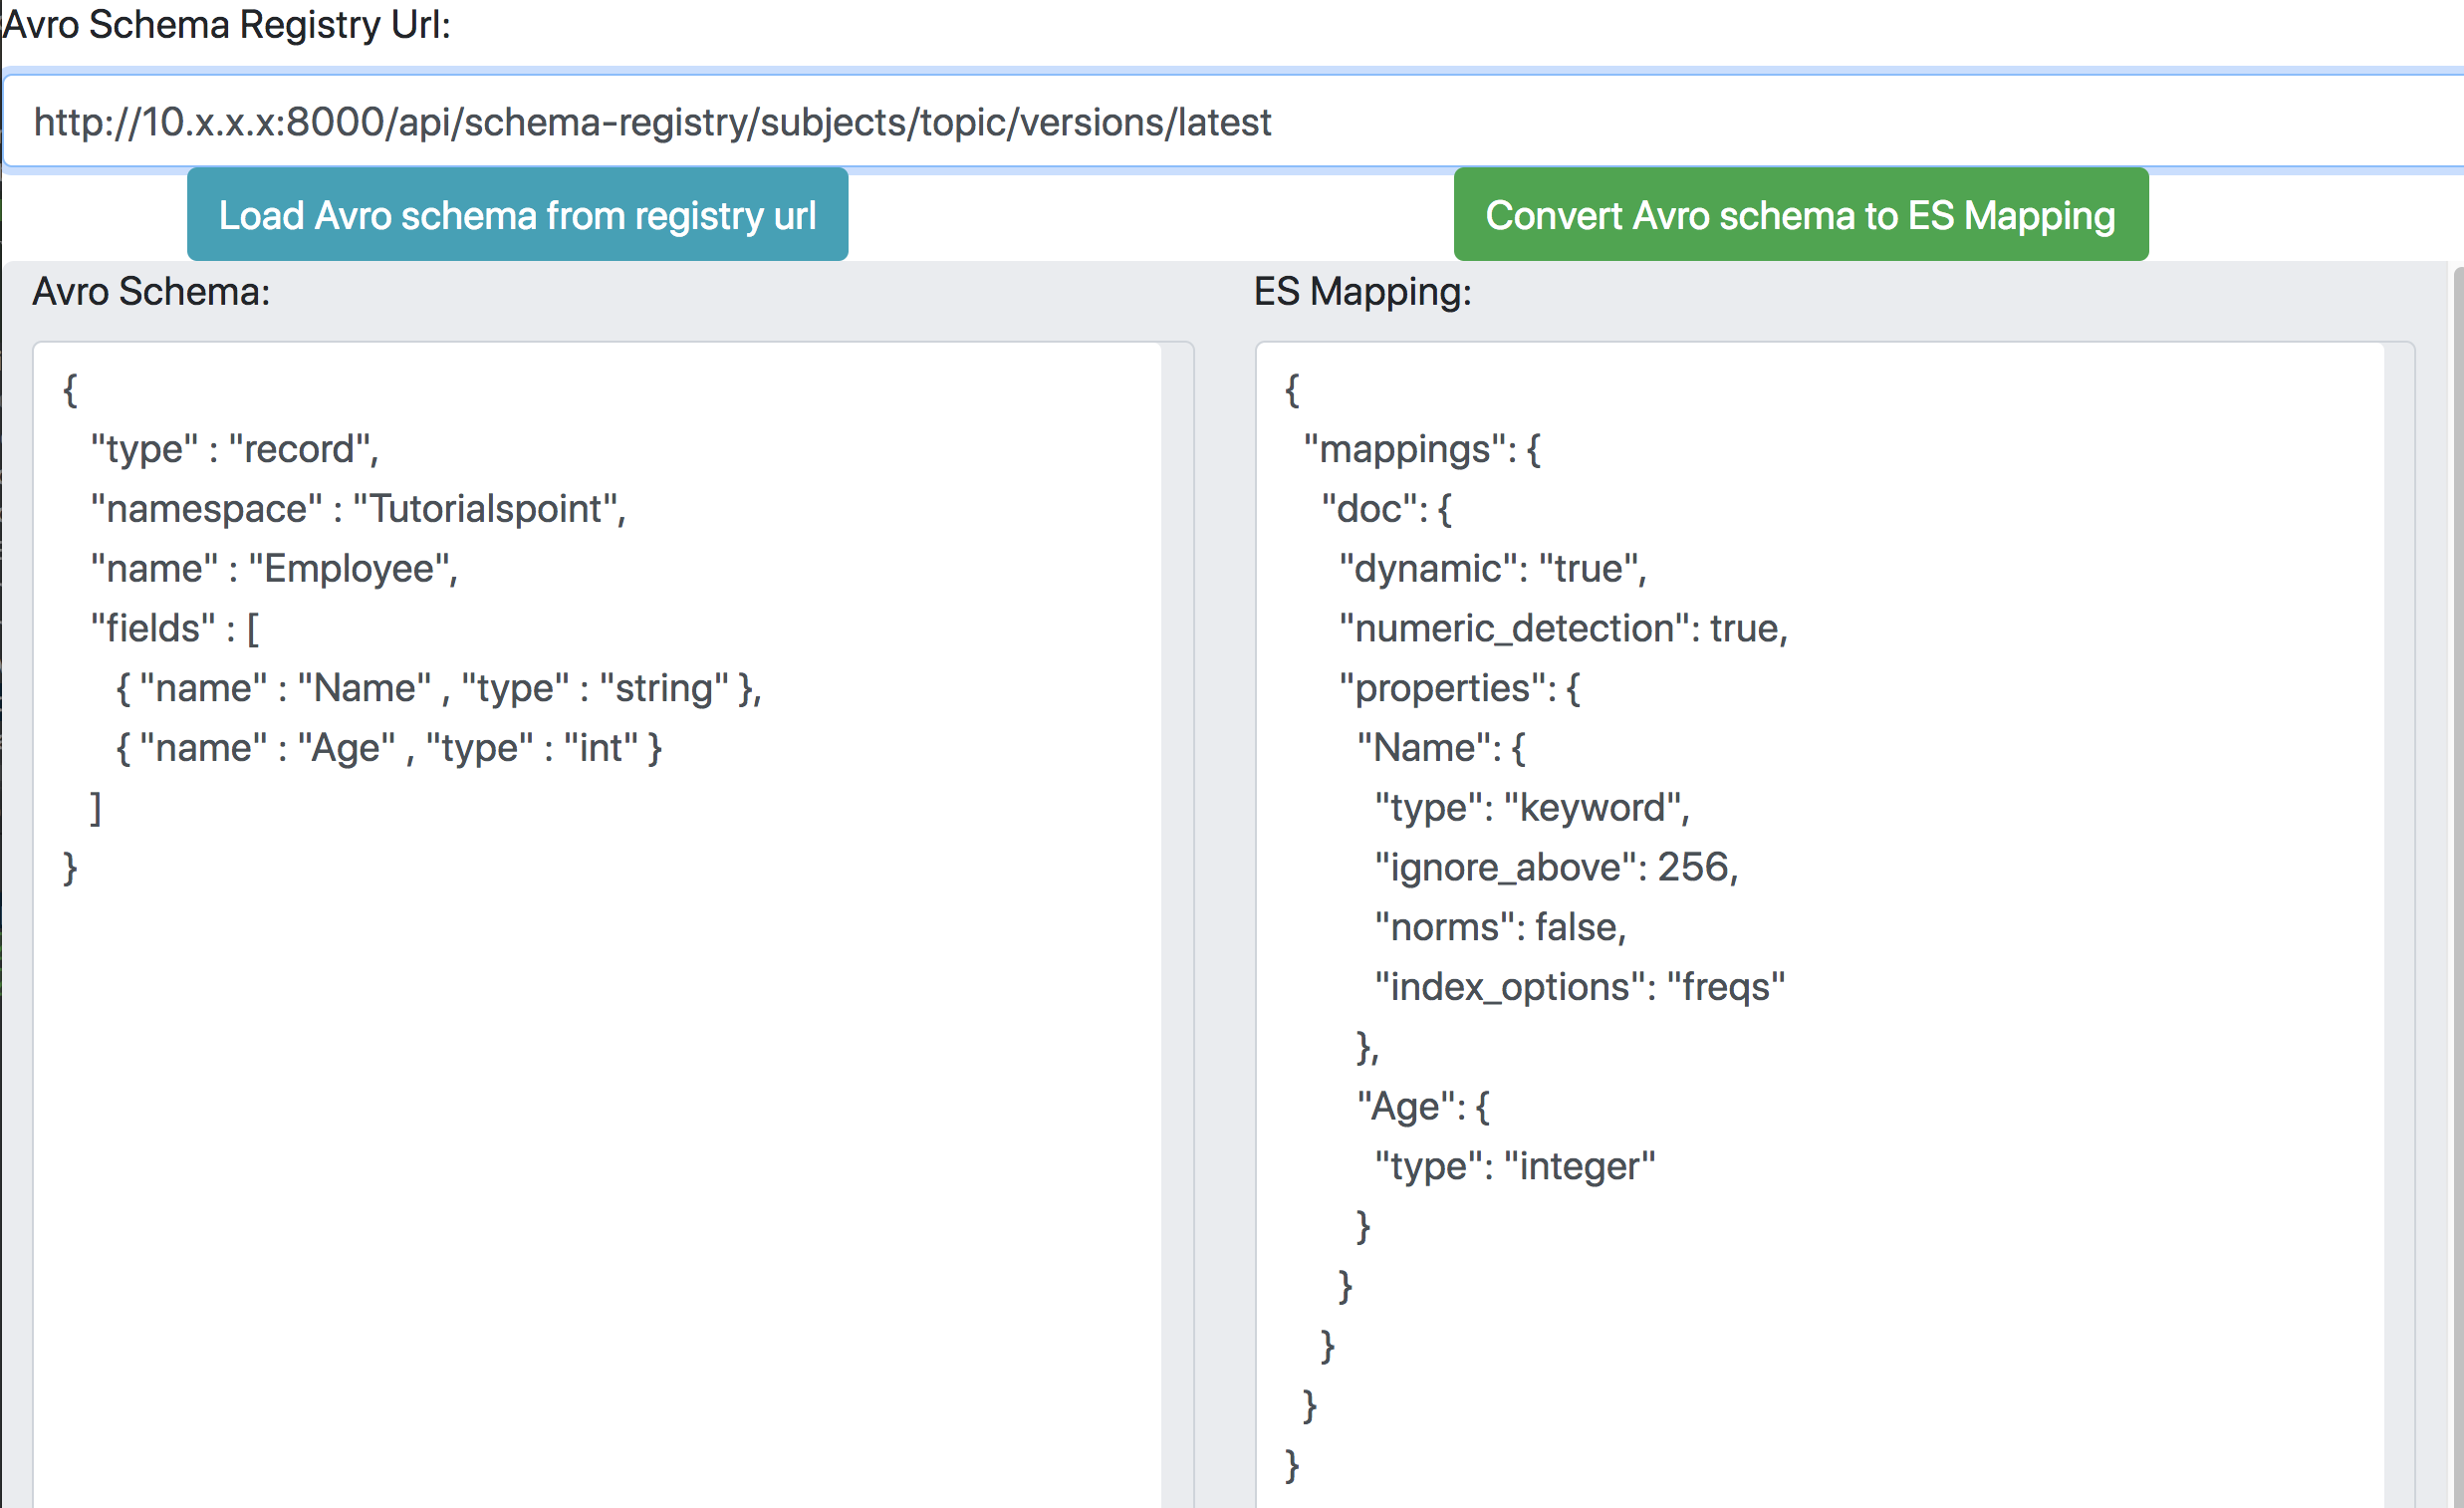 Avro Schema Registry Url:
http://10.x.x.x:8000/api/schema-registry/subjects/topic/versions/latest
Load Avro schema from registry url
Convert Avro schema to ES Mapping
Avro Schema:
{
"type" : "record",
"namespace" : "Tutorialspoint",
"name" : "Employee",
"fields" : [
{ "name" : "Name" , "type" : "string" },
{ "name" : "Age" , "type" : "int" }
]
}
ES Mapping:
{
"mappings": {
"doc": {
"dynamic": "true",
"numeric_detection": true,
"properties": {
"Name": {
"type": "keyword",
"ignore_above": 256,
"norms": false,
"index_options": "freqs"
},
"Age": {
"type": "integer"
}
}
}
}
}